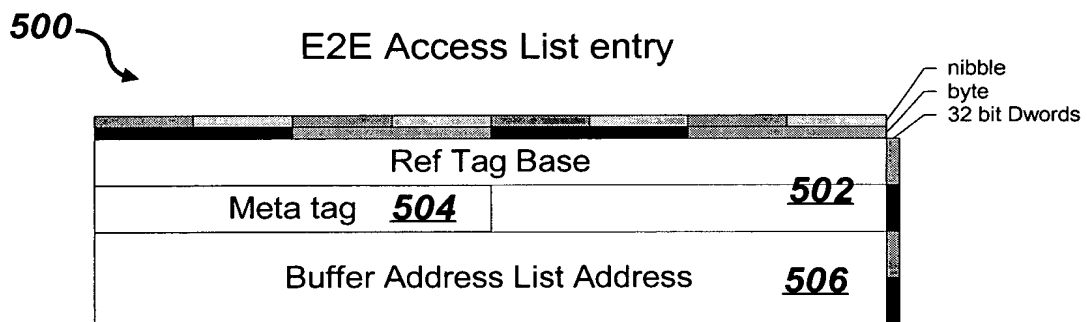 500
E2E Access List entry
nibble
byte
32 bit Dwords
Ref Tag Base
502
Meta tag 504
Buffer Address List Address 506